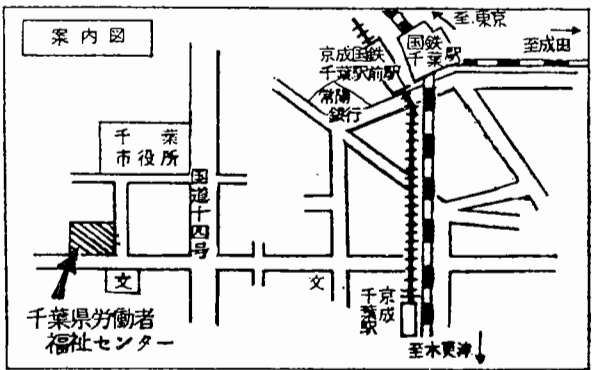 案内図
至.東京
至成田
国鉄
千葉駅
京成国鉄
千葉駅前駅
常陽
銀行
千葉
市役所
国道十四号
文
文
京成
千葉駅
千葉県労働者
福祉センター
至木更津